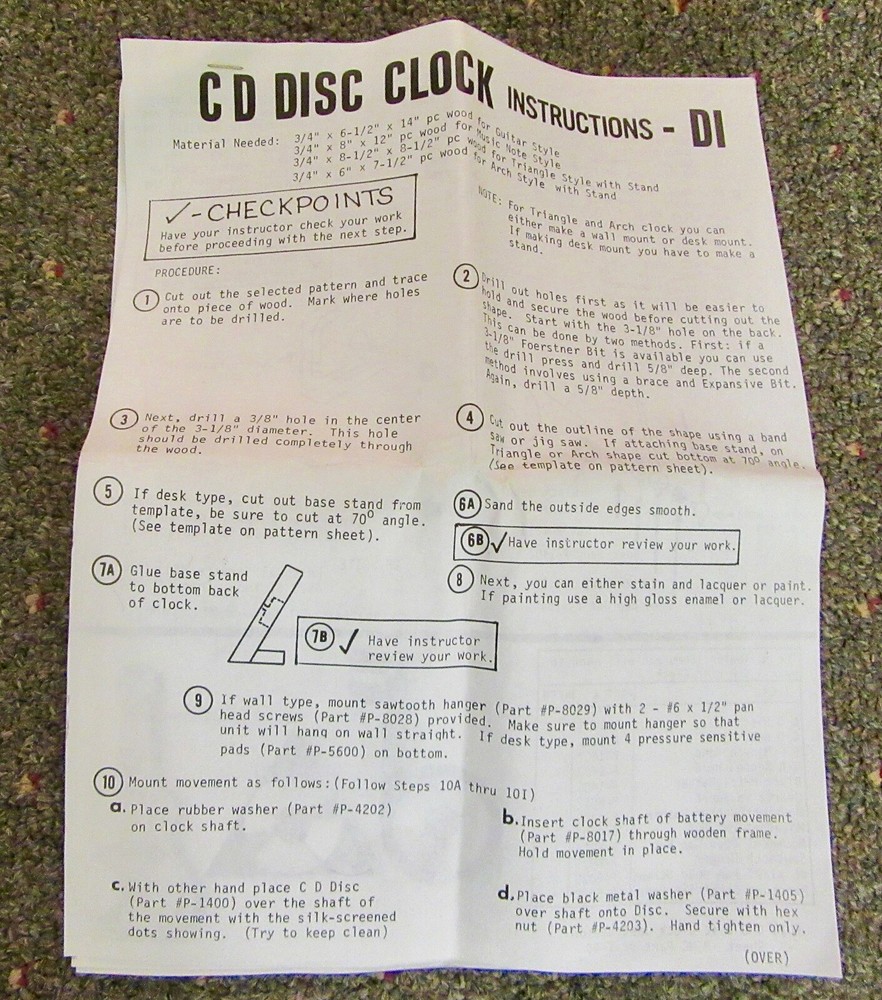 C D DISC CLOCK INSTRUCTIONS - DI
Material Needed: 3/4" x 6-1/2" x 14" pc wood for Guitar Style
3/4" x 8" x 12" pc wood for Music Note Style
3/4" x 8-1/2" x 8-1/2" pc wood for Triangle Style with Stand
3/4" x 6" x 7-1/2" pc wood for Arch Style with Stand
✓-CHECKPOINTS
Have your instructor check your work
before proceeding with the next step.
NOTE: For Triangle and Arch clock you can
either make a wall mount or desk mount.
If making desk mount you have to make a
stand.
PROCEDURE:
1 Cut out the selected pattern and trace
onto piece of wood. Mark where holes
are to be drilled.
2 Drill out holes first as it will be easier to
hold and secure the wood before cutting out the
shape. Start with the 3-1/8" hole on the back.
This can be done by two methods. First: if a
3-1/8" Foerstner Bit is available you can use
the drill press and drill 5/8" deep. The second
method involves using a brace and Expansive Bit.
Again, drill a 5/8" depth.
3 Next, drill a 3/8" hole in the center
of the 3-1/8" diameter. This hole
should be drilled completely through
the wood.
4 Cut out the outline of the shape using a band
saw or jig saw. If attaching base stand, on
Triangle or Arch shape cut bottom at 70° angle.
(See template on pattern sheet).
5 If desk type, cut out base stand from
template, be sure to cut at 70° angle.
(See template on pattern sheet).
6A Sand the outside edges smooth.
6B ✓ Have instructor review your work.
7A Glue base stand
to bottom back
of clock.
7B ✓ Have instructor
review your work.
8 Next, you can either stain and lacquer or paint.
If painting use a high gloss enamel or lacquer.
9 If wall type, mount sawtooth hanger (Part #P-8029) with 2 - #6 x 1/2" pan
head screws (Part #P-8028) provided. Make sure to mount hanger so that
unit will hang on wall straight. If desk type, mount 4 pressure sensitive
pads (Part #P-5600) on bottom.
10 Mount movement as follows:(Follow Steps 10A thru 10I)
a. Place rubber washer (Part #P-4202)
on clock shaft.
b. Insert clock shaft of battery movement
(Part #P-8017) through wooden frame.
Hold movement in place.
c. With other hand place C D Disc
(Part #P-1400) over the shaft of
the movement with the silk-screened
dots showing. (Try to keep clean)
d. Place black metal washer (Part #P-1405)
over shaft onto Disc. Secure with hex
nut (Part #P-4203). Hand tighten only.
(OVER)